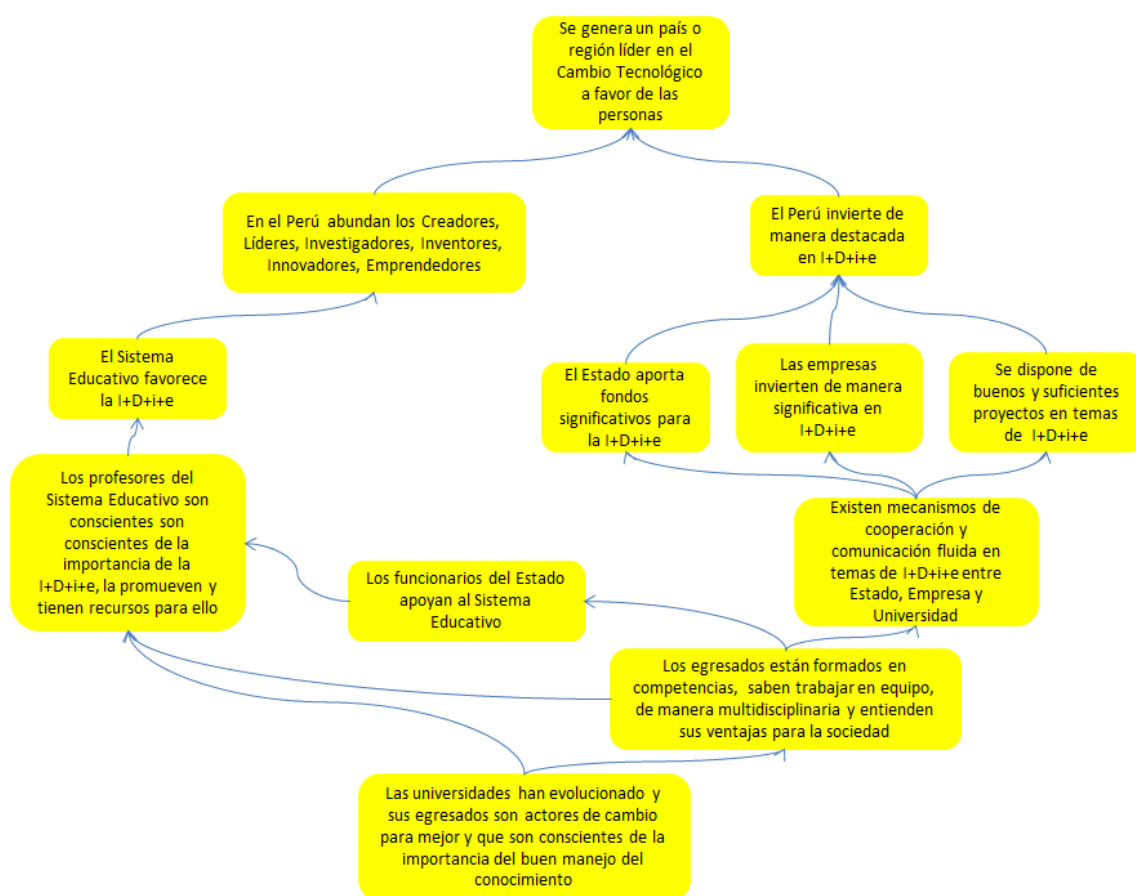 Se genera un país o
región líder en el
Cambio Tecnológico
a favor de las
personas
En el Perú abundan los Creadores,
Líderes, Investigadores, Inventores,
Innovadores, Emprendedores
El Perú invierte de
manera destacada
en I+D+i+e
El Sistema
Educativo favorece
la I+D+i+e
El Estado aporta
fondos
significativos para
la I+D+i+e
Las empresas
invierten de manera
significativa en
I+D+i+e
Se dispone de
buenos y suficientes
proyectos en temas
de I+D+i+e
Los profesores del
Sistema Educativo son
conscientes son
conscientes de la
importancia de la
I+D+i+e, la promueven y
tienen recursos para ello
Los funcionarios del Estado
apoyan al Sistema
Educativo
Existen mecanismos de
cooperación y
comunicación fluida en
temas de I+D+i+e entre
Estado, Empresa y
Universidad
Los egresados están formados en
competencias, saben trabajar en equipo,
de manera multidisciplinaria y entienden
sus ventajas para la sociedad
Las universidades han evolucionado y
sus egresados son actores de cambio
para mejor y que son conscientes de la
importancia del buen manejo del
conocimiento